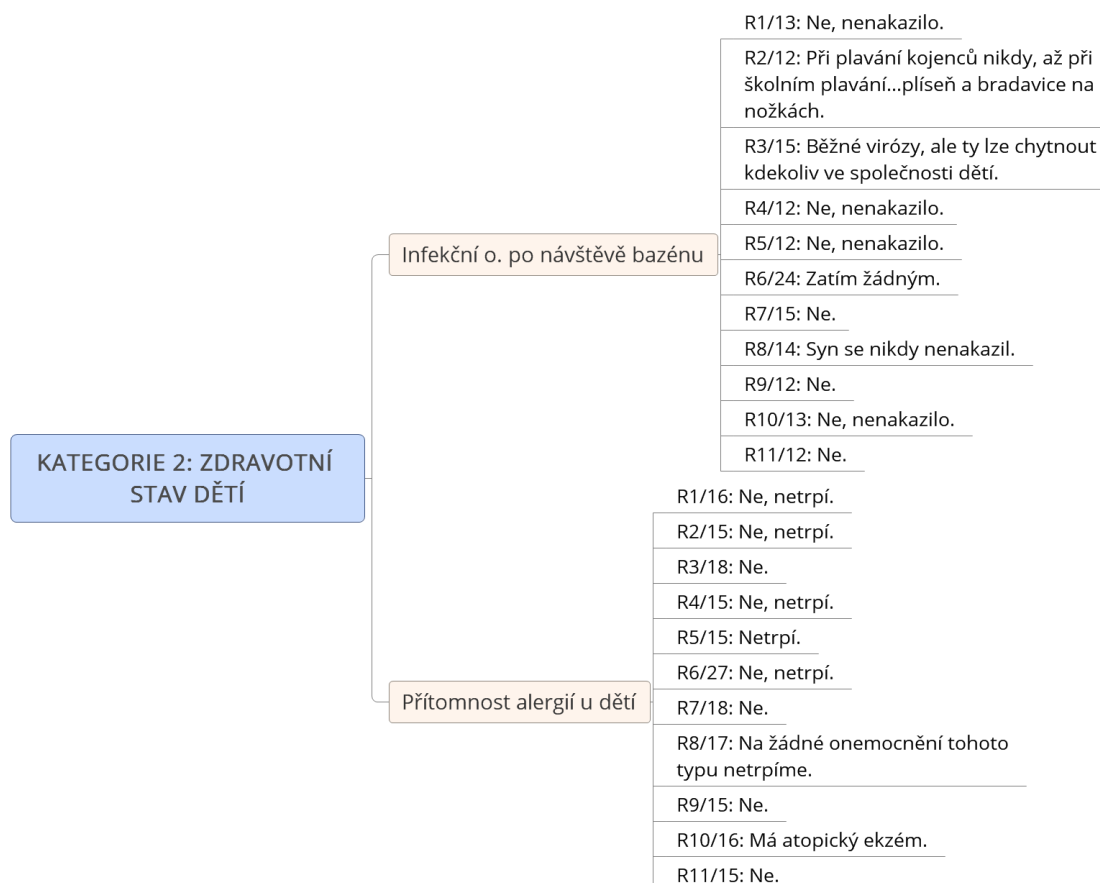 R1/13: Ne, nenakazilo.
R2/12: Při plavání kojenců nikdy, až při
školním plavání...plíseň a bradavice na
nožkách.
R3/15: Běžné virózy, ale ty lze chytnout
kdekoliv ve společnosti dětí.
R4/12: Ne, nenakazilo.
Infekční o. po návštěvě bazénu
R5/12: Ne, nenakazilo.
R6/24: Zatím žádným.
R7/15: Ne.
R8/14: Syn se nikdy nenakazil.
R9/12: Ne.
R10/13: Ne, nenakazilo.
R11/12: Ne.
KATEGORIE 2: ZDRAVOTNÍ
STAV DĚTÍ
R1/16: Ne, netrpí.
R2/15: Ne, netrpí.
R3/18: Ne.
R4/15: Ne, netrpí.
R5/15: Netrpí.
R6/27: Ne, netrpí.
Přítomnost alergií u dětí
R7/18: Ne.
R8/17: Na žádné onemocnění tohoto
typu netrpíme.
R9/15: Ne.
R10/16: Má atopický ekzém.
R11/15: Ne.